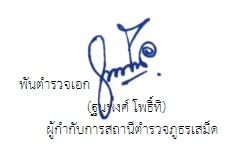 พันตำรวจเอก
(ฐนพงศ์ โพธิ์ทิ)
ผู้กำกับการสถานีตำรวจภูธรเสม็ด